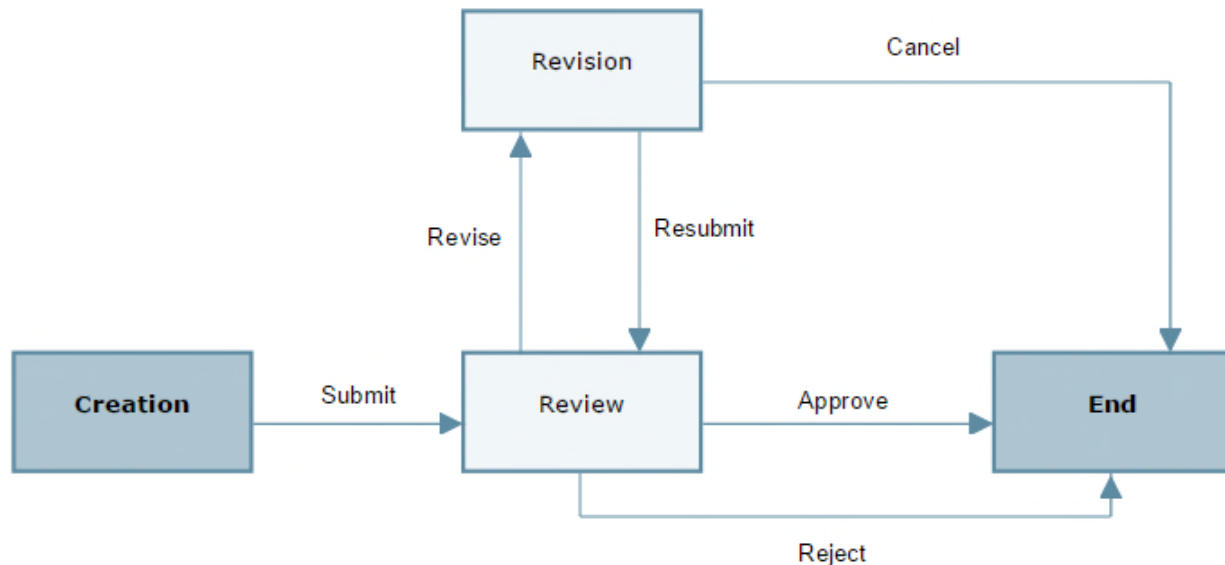 Cancel
Revision
Revise
Resubmit
Creation
Submit
Review
Approve
End
Reject